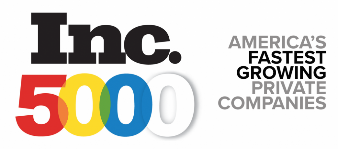 Inc.
5000
AMERICA'S
FASTEST
GROWING
PRIVATE
COMPANIES